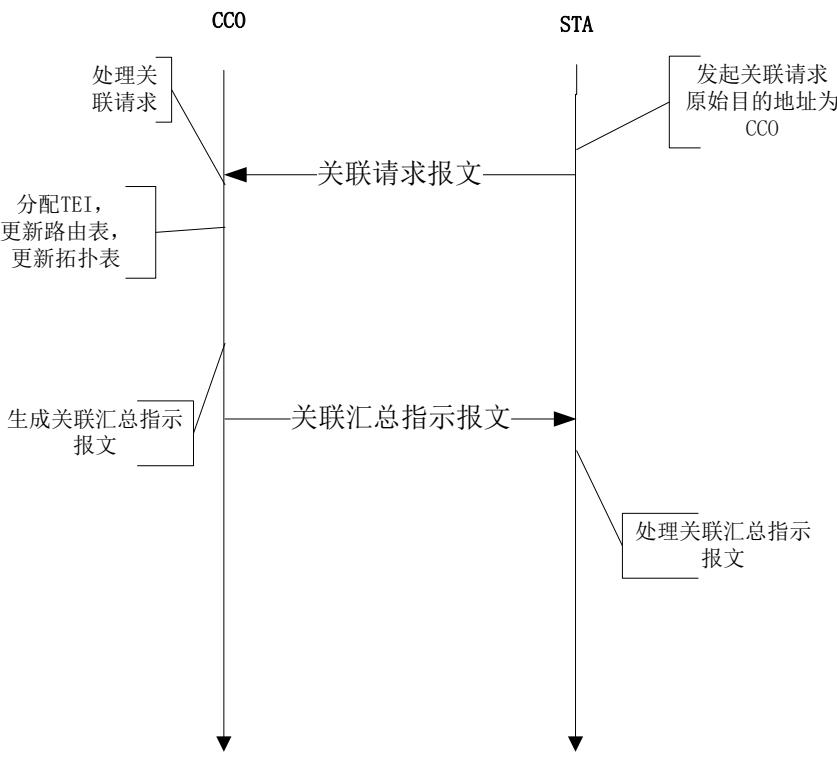 CCO
STA
处理关
联请求
发起关联请求
原始目的地址为
CCO
关联请求报文
分配TEI，
更新路由表，
更新拓扑表
生成关联汇总指示
报文
关联汇总指示报文
处理关联汇总指示
报文